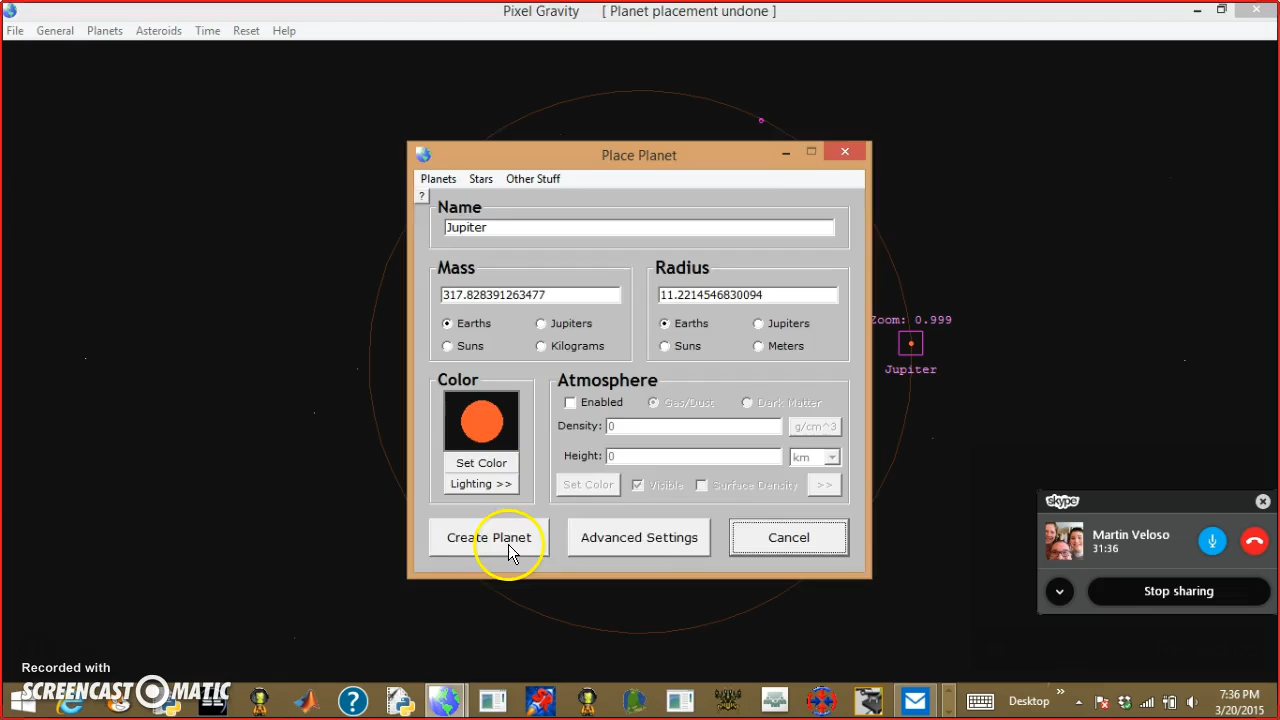 Pixel Gravity [ Planet placement undone ]
File General Planets Asteroids Time Reset Help
Place Planet
Planets Stars Other Stuff
?
Name
Jupiter
Mass Radius
317.828391263477 11.2214546830094
Earths Jupiters Earths Jupiters
Suns Kilograms Suns Meters
Zoom: 0.999
Jupiter
Color Atmosphere
Enabled Gas/Dust Dark Matter
Density: 0 g/cm^3
Height: 0 km
Set Color
Lighting >> Set Color Visible Surface Density >>
Create Planet Advanced Settings Cancel
skype
Martin Veloso
31:36
Stop sharing
Recorded with
SCREENCAST-O-MATIC
Desktop
7:36 PM
3/20/2015